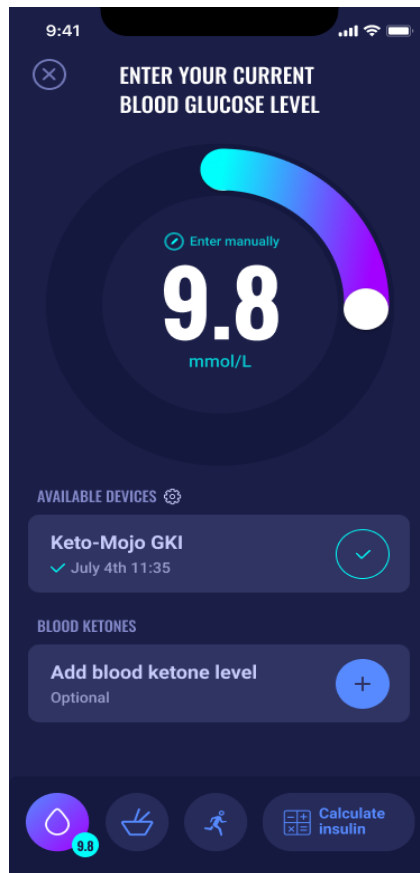 9:41
ENTER YOUR CURRENT
BLOOD GLUCOSE LEVEL
Enter manually
9.8
mmol/L
AVAILABLE DEVICES
Keto-Mojo GKI
July 4th 11:35
BLOOD KETONES
Add blood ketone level
Optional
9.8
Calculate
insulin